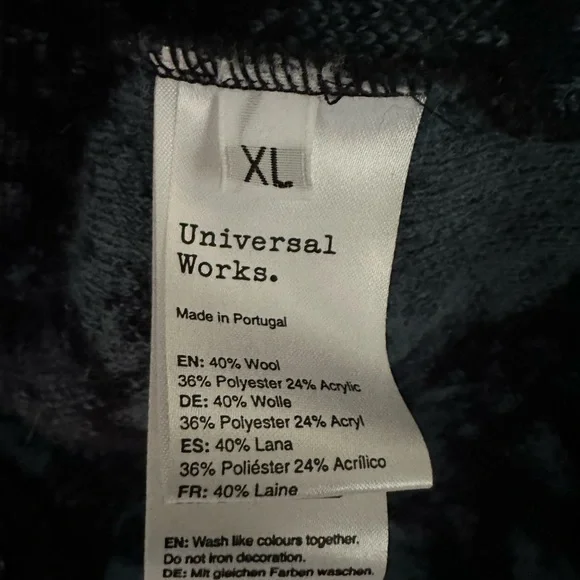 XL
Universal
Works.
Made in Portugal
EN: 40% Wool
36% Polyester 24% Acrylic
DE: 40% Wolle
36% Polyester 24% Acryl
ES: 40% Lana
36% Poliéster 24% Acrílico
FR: 40% Laine
EN: Wash like colours together.
Do not iron decoration.
DE: Mit gleichen Farben waschen.